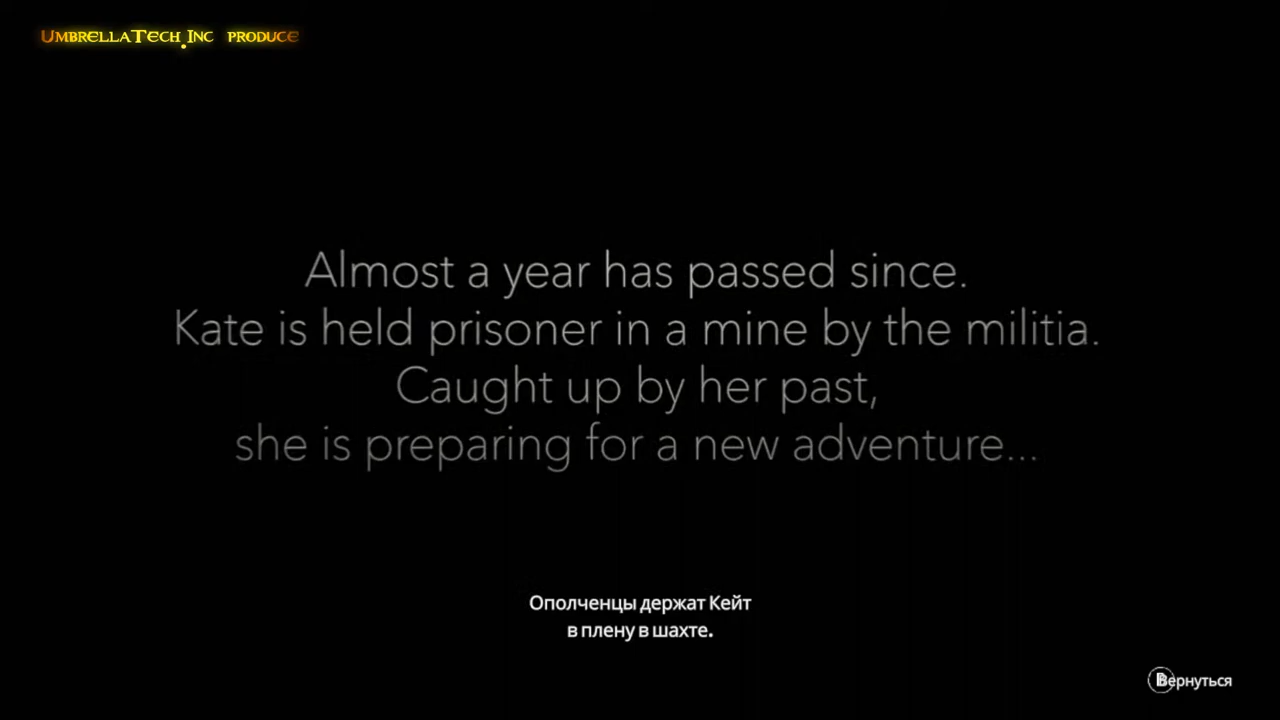 UmbrellaTech.Inc produce
Almost a year has passed since.
Kate is held prisoner in a mine by the militia.
Caught up by her past,
she is preparing for a new adventure...
Ополченцы держат Кейт
в плену в шахте.
Вернуться